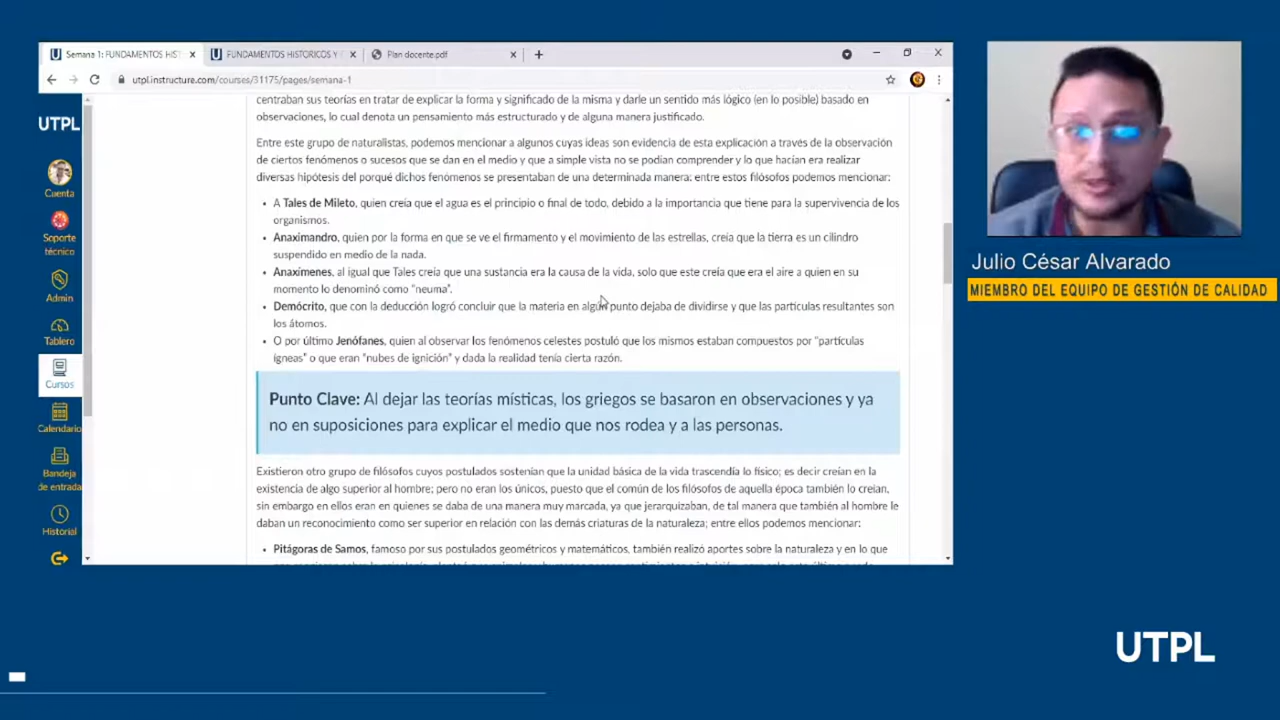 Semana 1: FUNDAMENTOS HIST
FUNDAMENTOS HISTORICOS Y
Plan docente.pdf
utpl.instructure.com/courses/31175/pages/semana-1
UTPL
Cuenta
Soporte
técnico
Admin
Tablero
Cursos
Calendario
Bandeja
de entrada
Historial
centraban sus teorías en tratar de explicar la forma y significado de la misma y darle un sentido más lógico (en lo posible) basado en
observaciones, lo cual denota un pensamiento más estructurado y de alguna manera justificado.
Entre este grupo de naturalistas, podemos mencionar a algunos cuyas ideas son evidencia de esta explicación a través de la observación
de ciertos fenómenos o sucesos que se dan en el medio y que a simple vista no se podían comprender y lo que hacían era realizar
diversas hipótesis del porqué dichos fenómenos se presentaban de una determinada manera; entre estos filósofos podemos mencionar:
• A Tales de Mileto, quien creía que el agua es el principio o final de todo, debido a la importancia que tiene para la supervivencia de los
organismos.
• Anaximandro, quien por la forma en que se ve el firmamento y el movimiento de las estrellas, creía que la tierra es un cilindro
suspendido en medio de la nada.
• Anaxímenes, al igual que Tales creía que una sustancia era la causa de la vida, solo que este creía que era el aire a quien en su
momento lo denominó como “neuma”.
• Demócrito, que con la deducción logró concluir que la materia en algún punto dejaba de dividirse y que las partículas resultantes son
los átomos.
• O por último Jenófanes, quien al observar los fenómenos celestes postuló que los mismos estaban compuestos por “partículas
ígneas” o que eran “nubes de ignición” y dada la realidad tenía cierta razón.
Punto Clave: Al dejar las teorías místicas, los griegos se basaron en observaciones y ya
no en suposiciones para explicar el medio que nos rodea y a las personas.
Existieron otro grupo de filósofos cuyos postulados sostenían que la unidad básica de la vida trascendía lo físico; es decir creían en la
existencia de algo superior al hombre; pero no eran los únicos, puesto que el común de los filósofos de aquella época también lo creían,
sin embargo en ellos eran en quienes se daba de una manera muy marcada, ya que jerarquizaban, de tal manera que también al hombre le
daban un reconocimiento como ser superior en relación con las demás criaturas de la naturaleza; entre ellos podemos mencionar:
• Pitágoras de Samos, famoso por sus postulados geométricos y matemáticos, también realizó aportes sobre la naturaleza y en lo que
Julio César Alvarado
MIEMBRO DEL EQUIPO DE GESTIÓN DE CALIDAD
UTPL